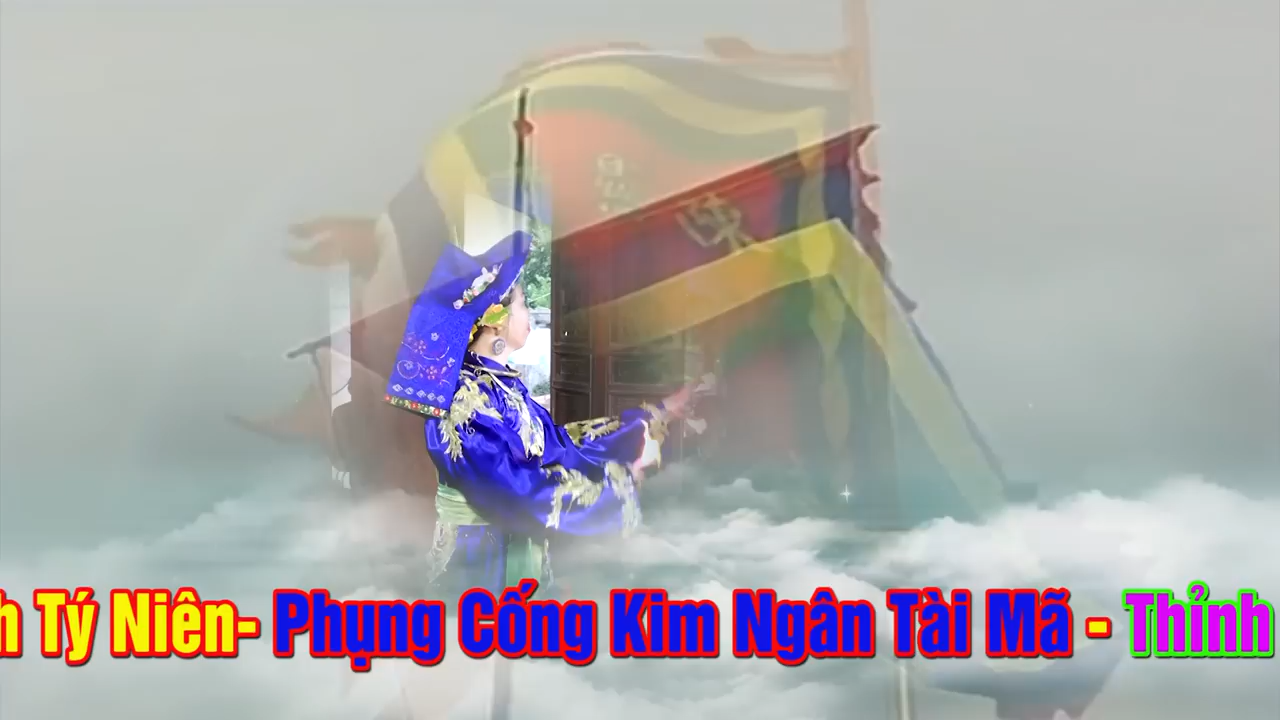 h Tý Niên- Phụng Cống Kim Ngân Tài Mã - Thỉnh